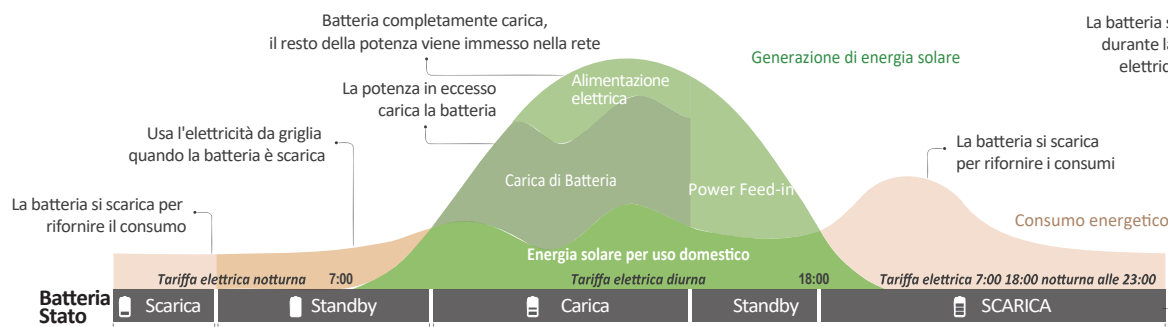 Batteria completamente carica,
il resto della potenza viene immesso nella rete
La batteria s
durante la
elettric
Generazione di energia solare
Alimentazione
elettrica
La potenza in eccesso
carica la batteria
Usa l'elettricità da griglia
quando la batteria è scarica
La batteria si scarica
per rifornire i consumi
Carica di Batteria
Power Feed-in
La batteria si scarica per
rifornire il consumo
Consumo energetico
Energia solare per uso domestico
Tariffa elettrica notturna 7:00 Tariffa elettrica diurna 18:00 Tariffa elettrica 7:00 18:00 notturna alle 23:00
Batteria
Stato
Scarica Standby Carica Standby SCARICA